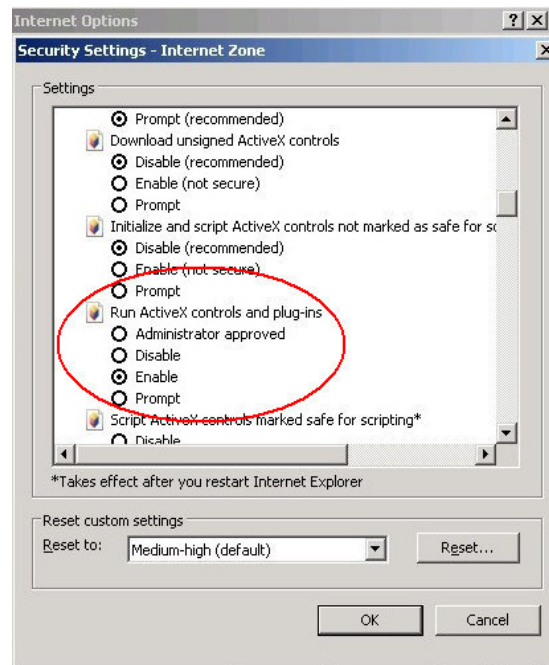 Internet Options
Security Settings - Internet Zone
Settings
Prompt (recommended)
Download unsigned ActiveX controls
Disable (recommended)
Enable (not secure)
Prompt
Initialize and script ActiveX controls not marked as safe for sc
Disable (recommended)
Enable (not secure)
Prompt
Run ActiveX controls and plug-ins
Administrator approved
Disable
Enable
Prompt
Script ActiveX controls marked safe for scripting*
Disable
*Takes effect after you restart Internet Explorer
Reset custom settings
Reset to:
Medium-high (default)
Reset...
OK
Cancel